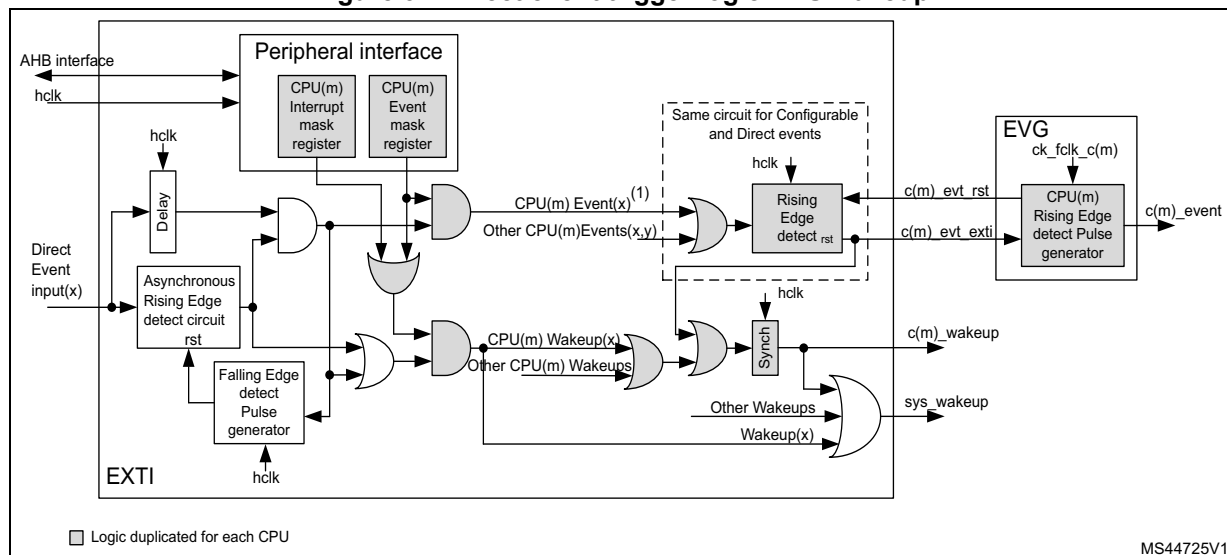 Peripheral interface
AHB interface
hclk
CPU(m)
Interrupt
mask
register
CPU(m)
Event
mask
register
Same circuit for Configurable
and Direct events
hclk
Rising
Edge
detect rst
EVG
ck_fclk_c(m)
CPU(m)
Rising Edge
detect Pulse
generator
c(m)_evt_rst
c(m)_evt_exti
c(m)_event
hclk
Delay
CPU(m) Event(x)(1)
Other CPU(m)Events(x,y)
Direct
Event
input(x)
Asynchronous
Rising Edge
detect circuit
rst
Falling Edge
detect
Pulse
generator
hclk
CPU(m) Wakeup(x)
Other CPU(m) Wakeups
hclk
Synch
c(m)_wakeup
Other Wakeups
Wakeup(x)
sys_wakeup
EXTI
Logic duplicated for each CPU
MS44725V1